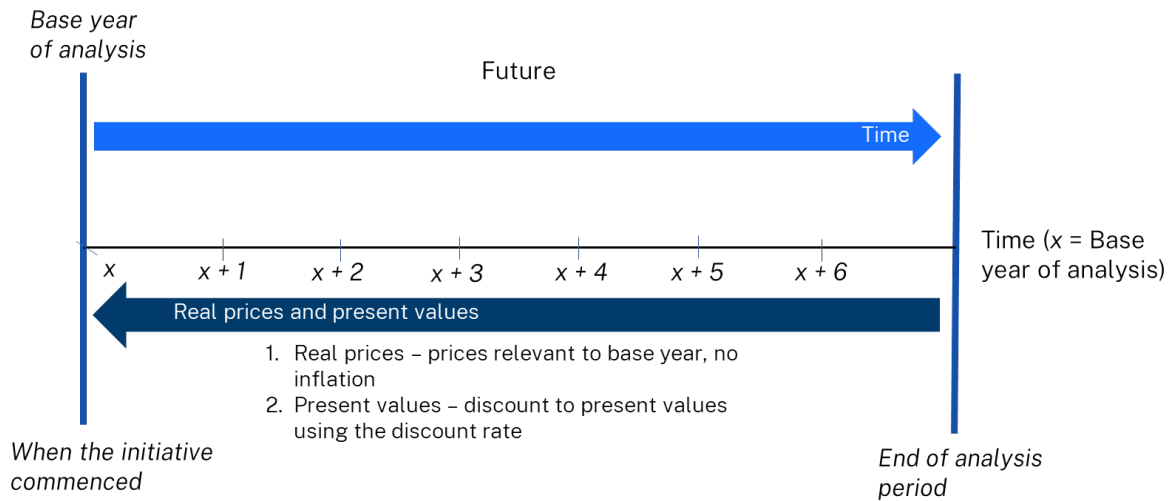 Base year
of analysis
Future
Time
Time (x = Base
year of analysis)
x
x + 1
x + 2
x + 3
x + 4
x + 5
x + 6
Real prices and present values
1. Real prices – prices relevant to base year, no
inflation
2. Present values – discount to present values
using the discount rate
When the initiative
commenced
End of analysis
period